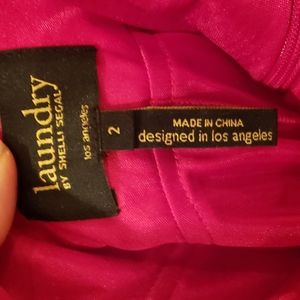 laundry
BY SHELLI SEGAL
los angeles
2
MADE IN CHINA
designed in los angeles